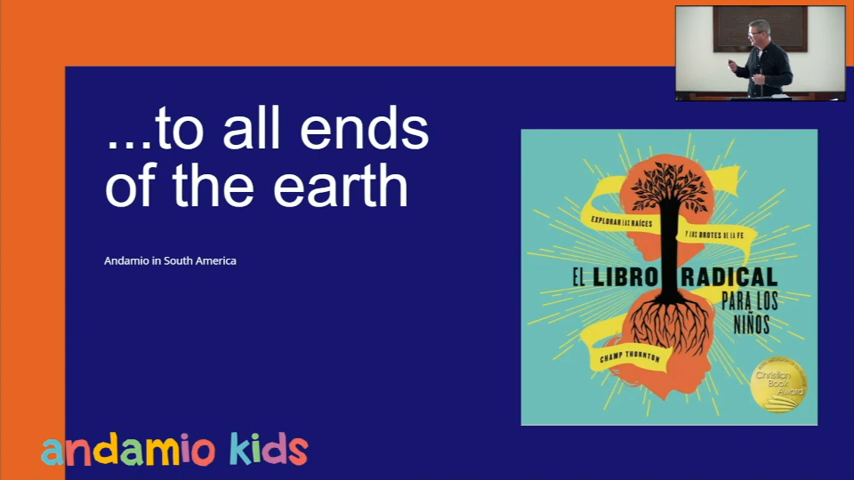 ...to all ends
of the earth
Andamio in South America
EXPLORAR LAS RAÍCES
Y LOS BROTES DE LA FE
EL LIBRO RADICAL
PARA LOS
NIÑOS
CHAMP THORNTON
Christian
Book
Award
andamio kids